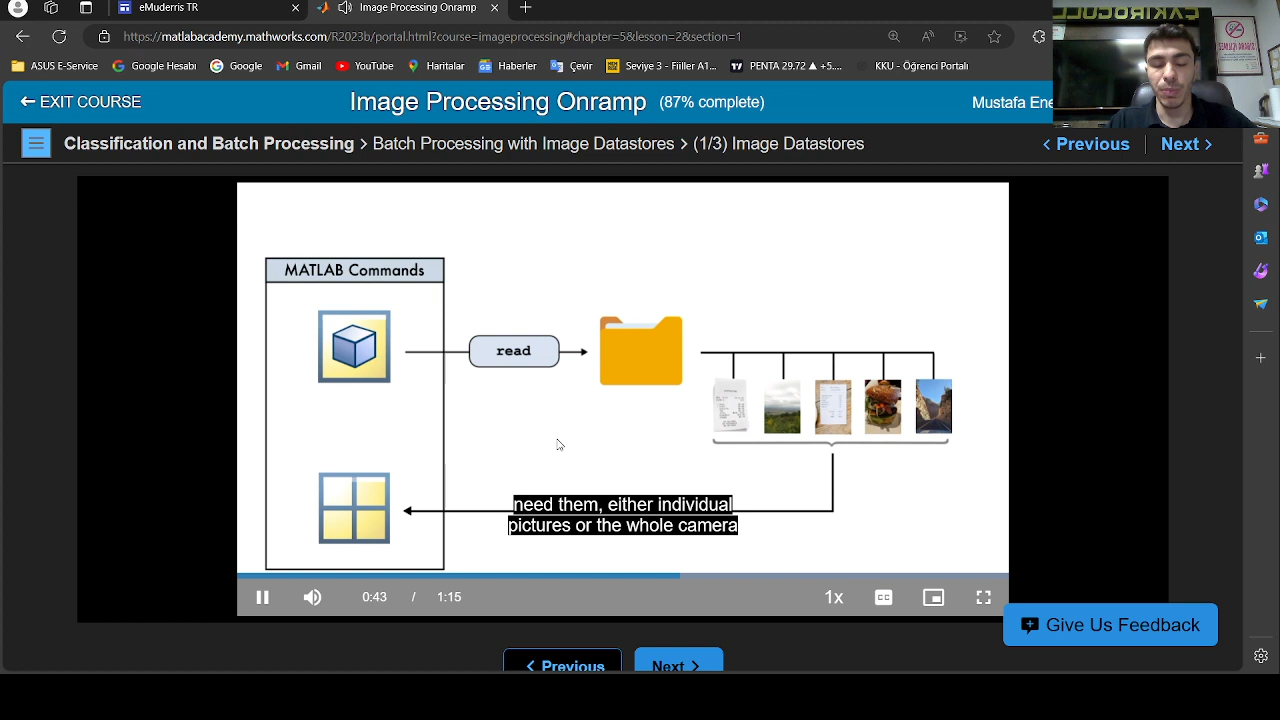 eMuderris TR
Image Processing Onramp
https://matlabacademy.mathworks.com/R2023b/portal.html?course=imageprocessing#chapter=5&lesson=2&section=1
ASUS E-Service
Google Hesabı
Google
Gmail
YouTube
Haritalar
Haberler
Çevir
Seviye 3 - Fiiller A1...
PENTA 29.72 ▲ +5....
KKU - Öğrenci Portal...
← EXIT COURSE
Image Processing Onramp (87% complete)
Mustafa Ene
Classification and Batch Processing > Batch Processing with Image Datastores > (1/3) Image Datastores
< Previous
Next >
MATLAB Commands
read
need them, either individual
pictures or the whole camera
0:43 / 1:15
1x
CC
Give Us Feedback
< Previous
Next >